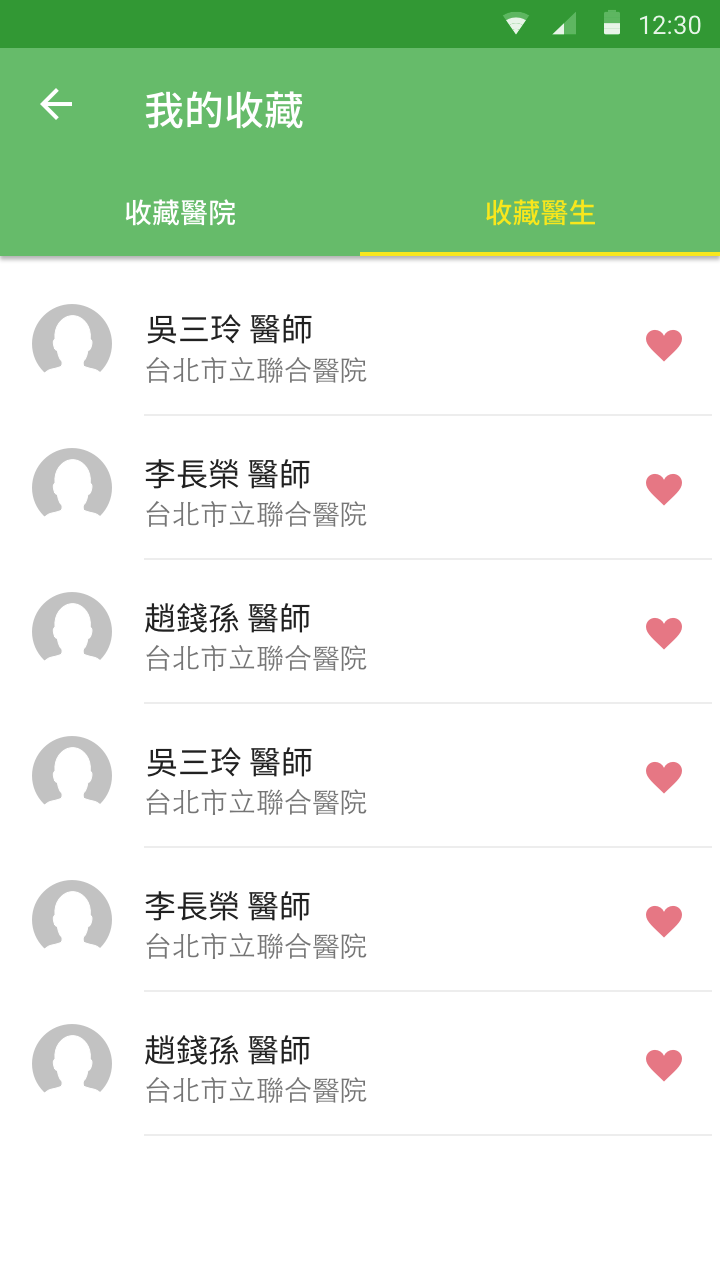 12:30
我的收藏
收藏醫院
收藏醫生
吳三玲 醫師
台北市立聯合醫院
李長榮 醫師
台北市立聯合醫院
趙錢孫 醫師
台北市立聯合醫院
吳三玲 醫師
台北市立聯合醫院
李長榮 醫師
台北市立聯合醫院
趙錢孫 醫師
台北市立聯合醫院